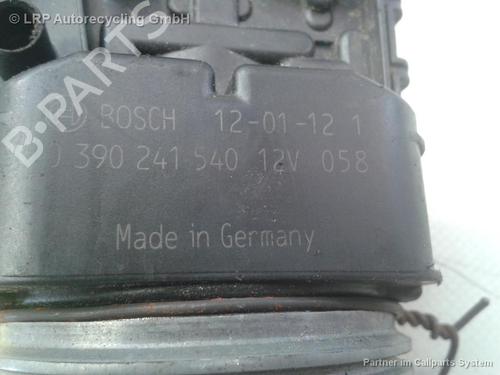 LRP Autorecycling GmbH
B-PARTS
BOSCH 12-01-12 1
0 390 241 540 12V 058
Made in Germany
Partner im Callparts System